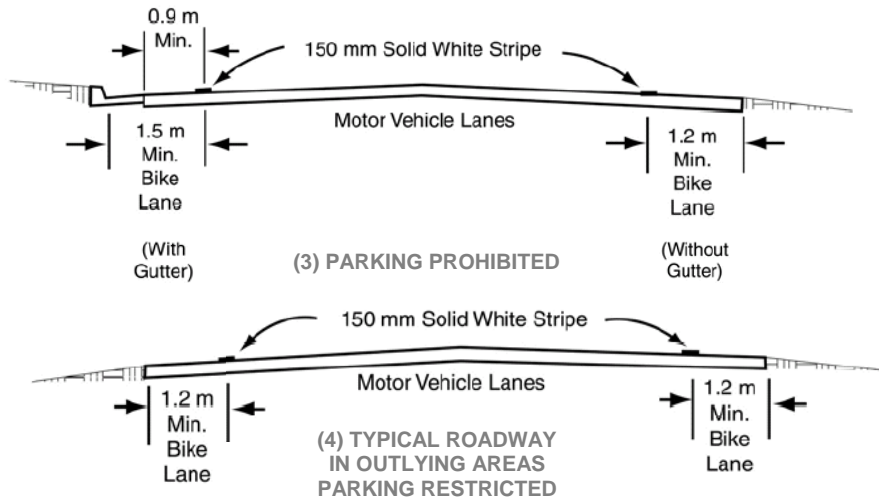 0.9 m
Min.
150 mm Solid White Stripe
Motor Vehicle Lanes
1.5 m
Min.
Bike
Lane
(With
Gutter)
1.2 m
Min.
Bike
Lane
(Without
Gutter)
(3) PARKING PROHIBITED
150 mm Solid White Stripe
Motor Vehicle Lanes
1.2 m
Min.
Bike
Lane
1.2 m
Min.
Bike
Lane
(4) TYPICAL ROADWAY
IN OUTLYING AREAS
PARKING RESTRICTED